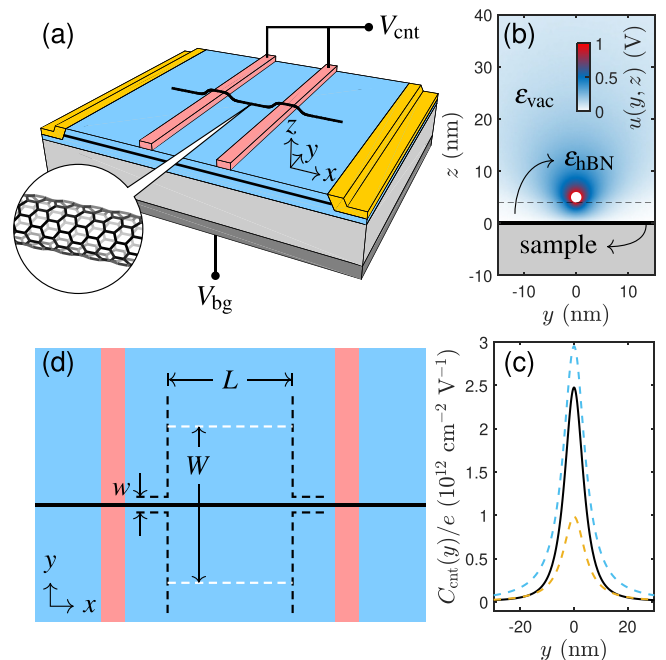 (a)
V_cnt
z
y
x
V_bg
(b)
40
30
20
10
0
-10
z (nm)
ε_vac
1
0.5
0
u(y, z) (V)
ε_hBN
sample
-10
0
10
y (nm)
(d)
L
W
w
y
x
(c)
3
2.5
2
1.5
1
0.5
0
C_cnt(y)/e (10^12 cm^−2 V^−1)
-20
0
20
y (nm)